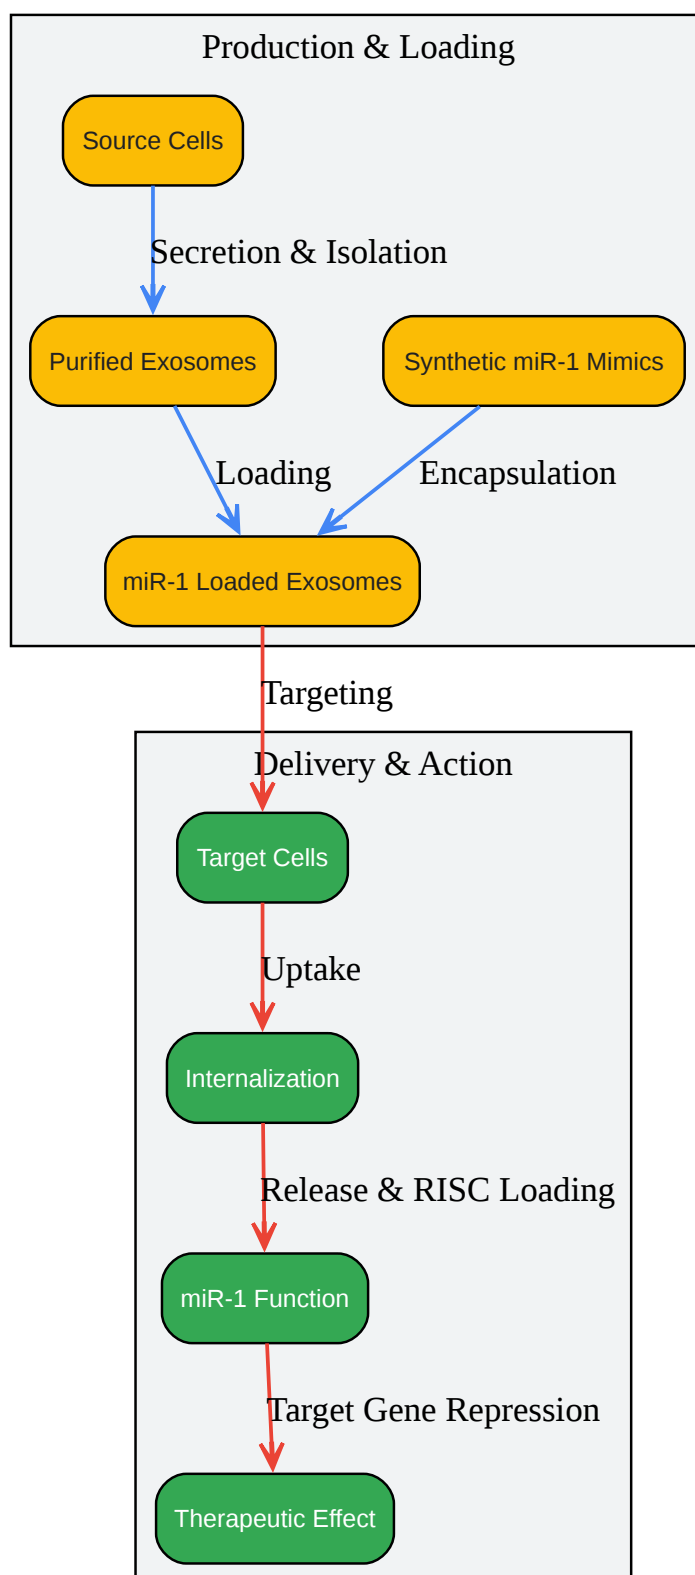 Production & Loading
Source Cells
Secretion & Isolation
Purified Exosomes
Synthetic miR-1 Mimics
Loading
Encapsulation
miR-1 Loaded Exosomes
Targeting
Delivery & Action
Target Cells
Uptake
Internalization
Release & RISC Loading
miR-1 Function
Target Gene Repression
Therapeutic Effect